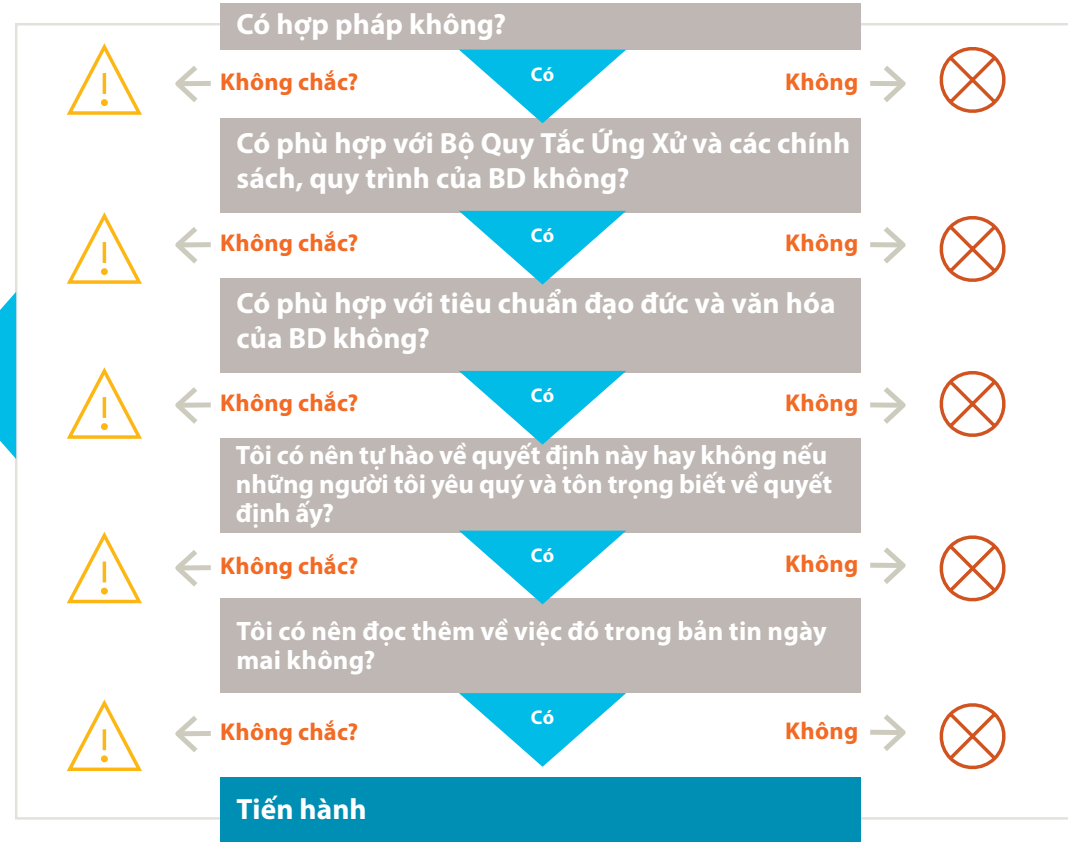 Có hợp pháp không?
Không chắc?
Có
Không
Có phù hợp với Bộ Quy Tắc Ứng Xử và các chính
sách, quy trình của BD không?
Không chắc?
Có
Không
Có phù hợp với tiêu chuẩn đạo đức và văn hóa
của BD không?
Không chắc?
Có
Không
Tôi có nên tự hào về quyết định này hay không nếu
những người tôi yêu quý và tôn trọng biết về quyết
định ấy?
Không chắc?
Có
Không
Tôi có nên đọc thêm về việc đó trong bản tin ngày
mai không?
Không chắc?
Có
Không
Tiến hành